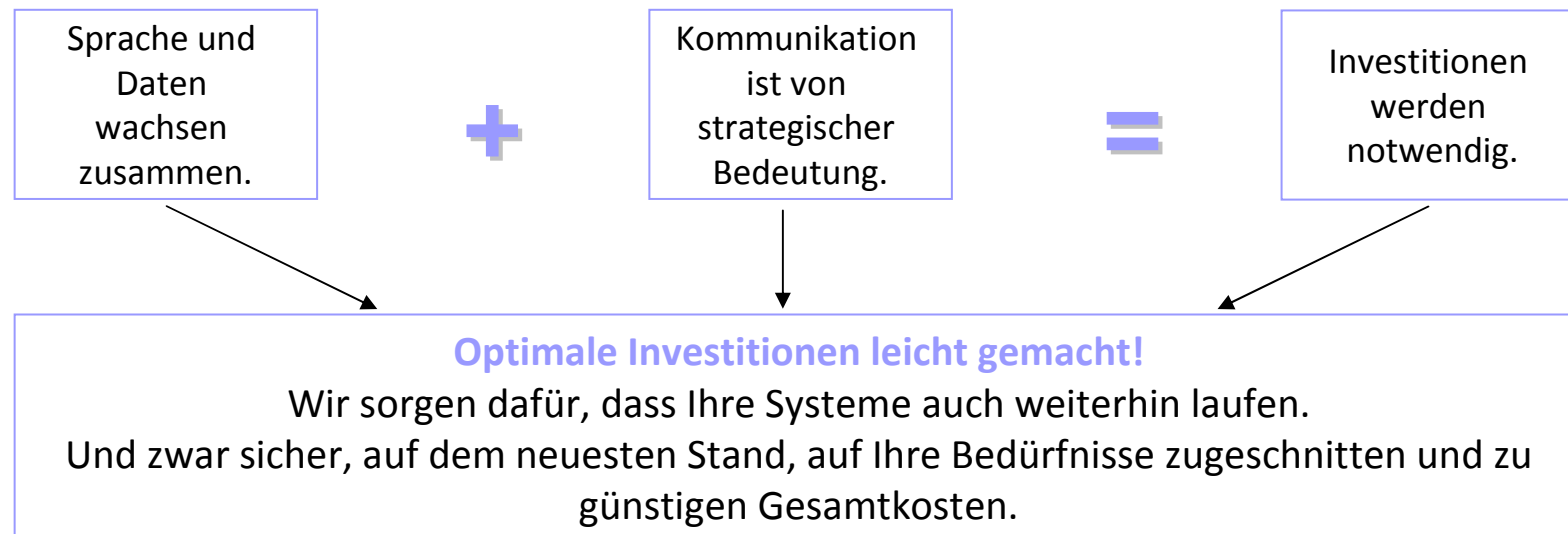 Sprache und
Daten
wachsen
zusammen.
+
Kommunikation
ist von
strategischer
Bedeutung.
=
Investitionen
werden
notwendig.
Optimale Investitionen leicht gemacht!
Wir sorgen dafür, dass Ihre Systeme auch weiterhin laufen.
Und zwar sicher, auf dem neuesten Stand, auf Ihre Bedürfnisse zugeschnitten und zu
günstigen Gesamtkosten.